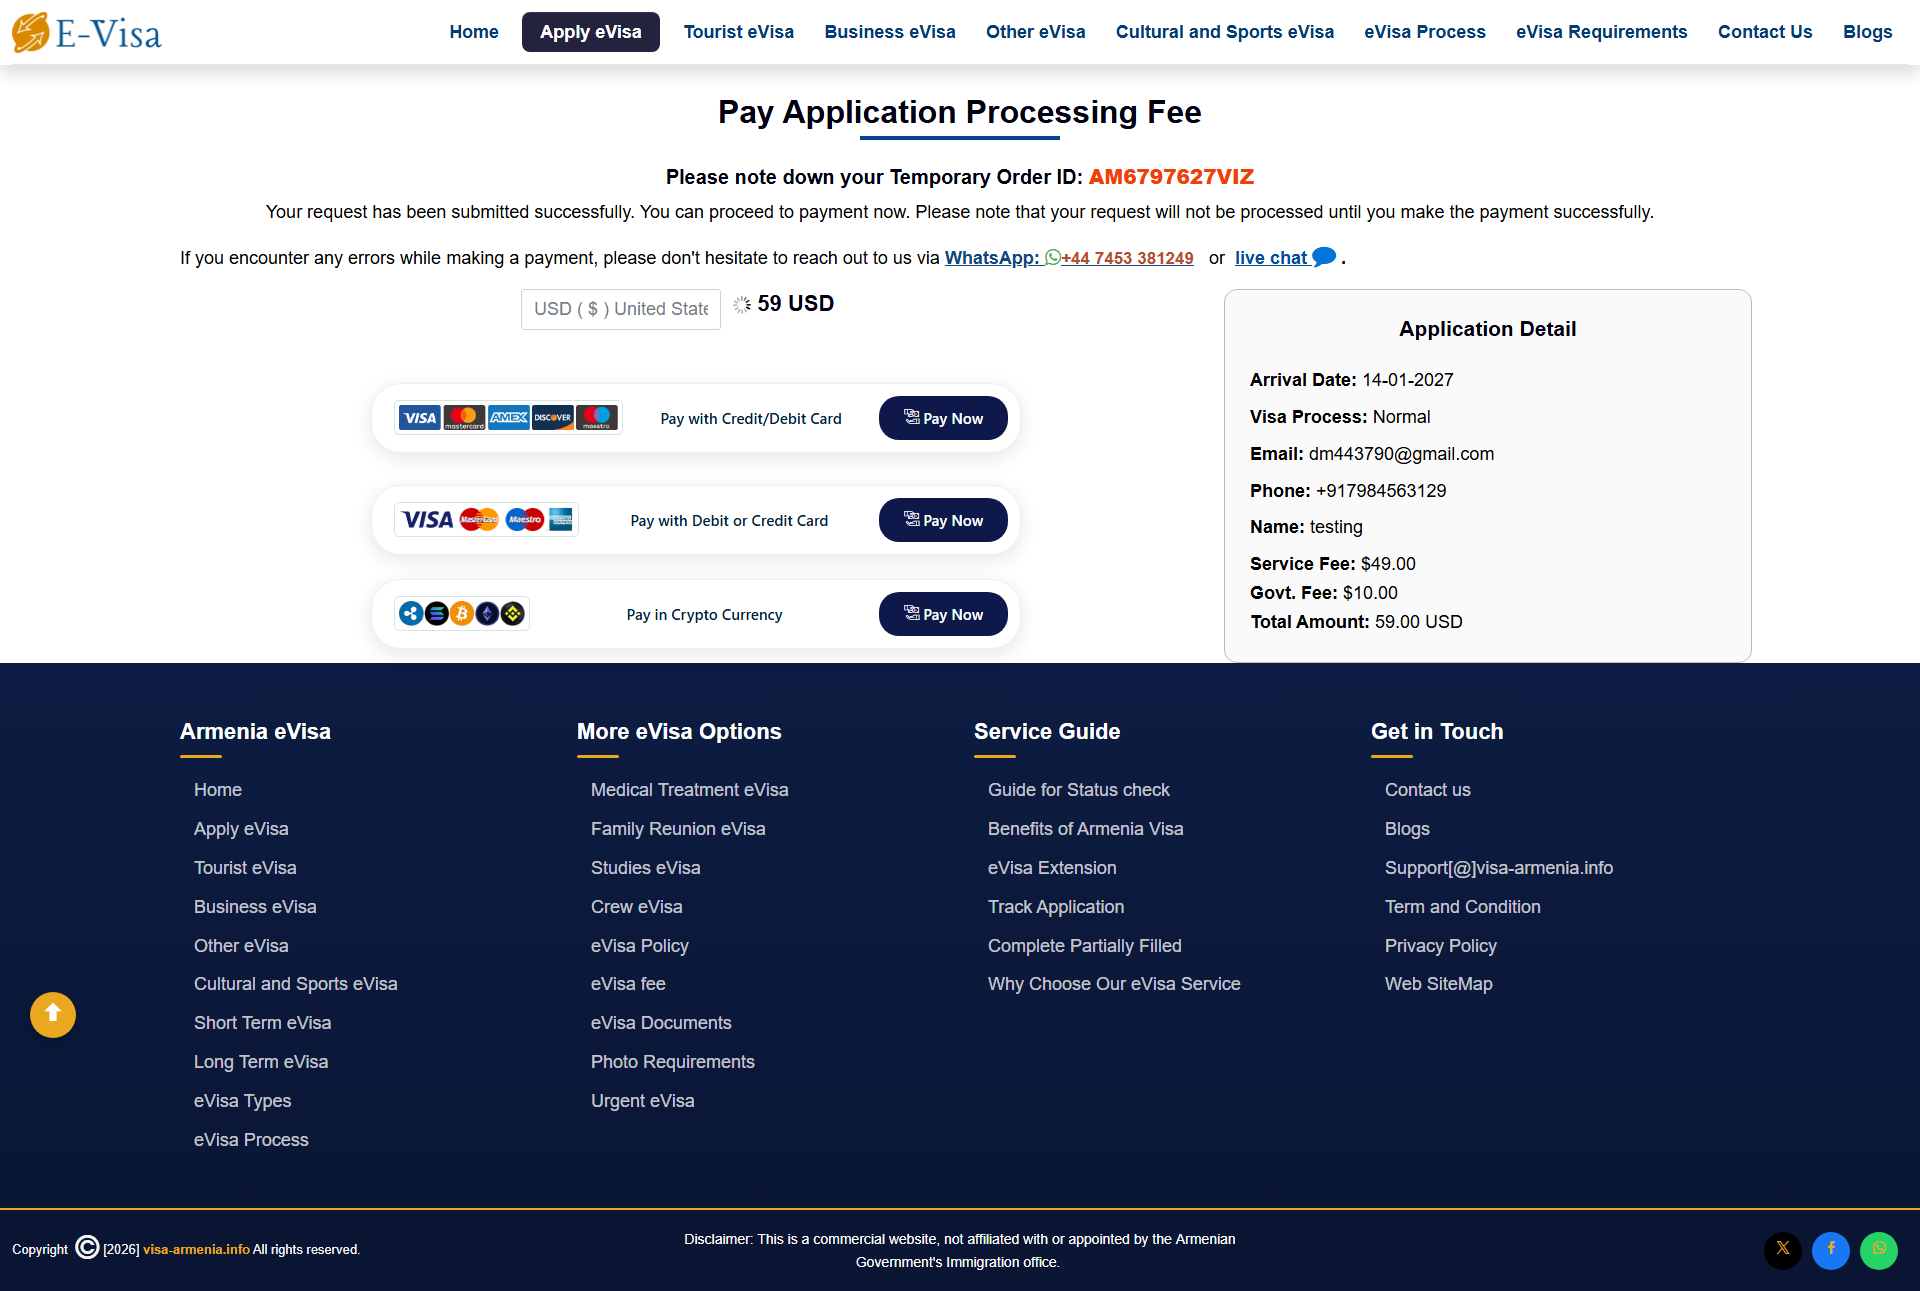 E-Visa
Home
Apply eVisa
Tourist eVisa
Business eVisa
Other eVisa
Cultural and Sports eVisa
eVisa Process
eVisa Requirements
Contact Us
Blogs
Pay Application Processing Fee
Please note down your Temporary Order ID: AM6797627VIZ
Your request has been submitted successfully. You can proceed to payment now. Please note that your request will not be processed until you make the payment successfully.
If you encounter any errors while making a payment, please don't hesitate to reach out to us via WhatsApp: +44 7453 381249 or live chat .
USD ( $ ) United State
59 USD
VISA mastercard AMEX DISCOVER maestro
Pay with Credit/Debit Card
Pay Now
VISA MasterCard Maestro
Pay with Debit or Credit Card
Pay Now
Pay in Crypto Currency
Pay Now
Application Detail
Arrival Date: 14-01-2027
Visa Process: Normal
Email: dm443790@gmail.com
Phone: +917984563129
Name: testing
Service Fee: $49.00
Govt. Fee: $10.00
Total Amount: 59.00 USD
Armenia eVisa
Home
Apply eVisa
Tourist eVisa
Business eVisa
Other eVisa
Cultural and Sports eVisa
Short Term eVisa
Long Term eVisa
eVisa Types
eVisa Process
More eVisa Options
Medical Treatment eVisa
Family Reunion eVisa
Studies eVisa
Crew eVisa
eVisa Policy
eVisa fee
eVisa Documents
Photo Requirements
Urgent eVisa
Service Guide
Guide for Status check
Benefits of Armenia Visa
eVisa Extension
Track Application
Complete Partially Filled
Why Choose Our eVisa Service
Get in Touch
Contact us
Blogs
Support[@]visa-armenia.info
Term and Condition
Privacy Policy
Web SiteMap
Copyright © [2026] visa-armenia.info All rights reserved.
Disclaimer: This is a commercial website, not affiliated with or appointed by the Armenian
Government's Immigration office.